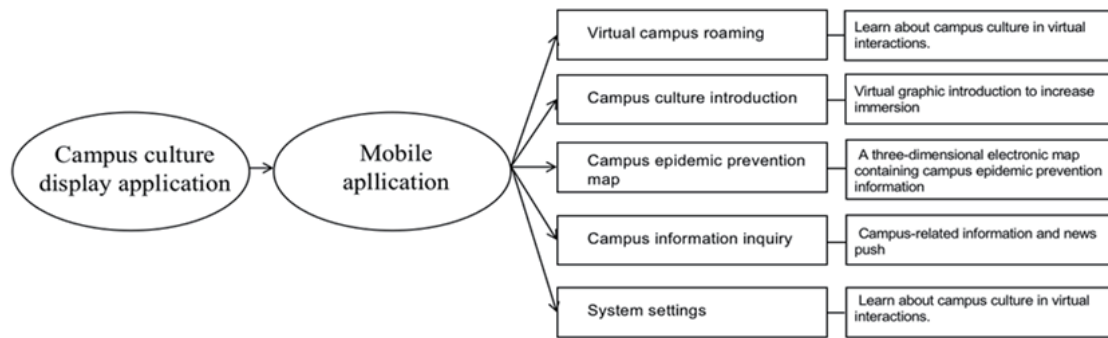 Campus culture
display application
Mobile
apllication
Virtual campus roaming
Learn about campus culture in virtual
interactions.
Campus culture introduction
Virtual graphic introduction to increase
immersion
Campus epidemic prevention
map
A three-dimensional electronic map
containing campus epidemic prevention
information
Campus information inquiry
Campus-related information and news
push
System settings
Learn about campus culture in virtual
interactions.